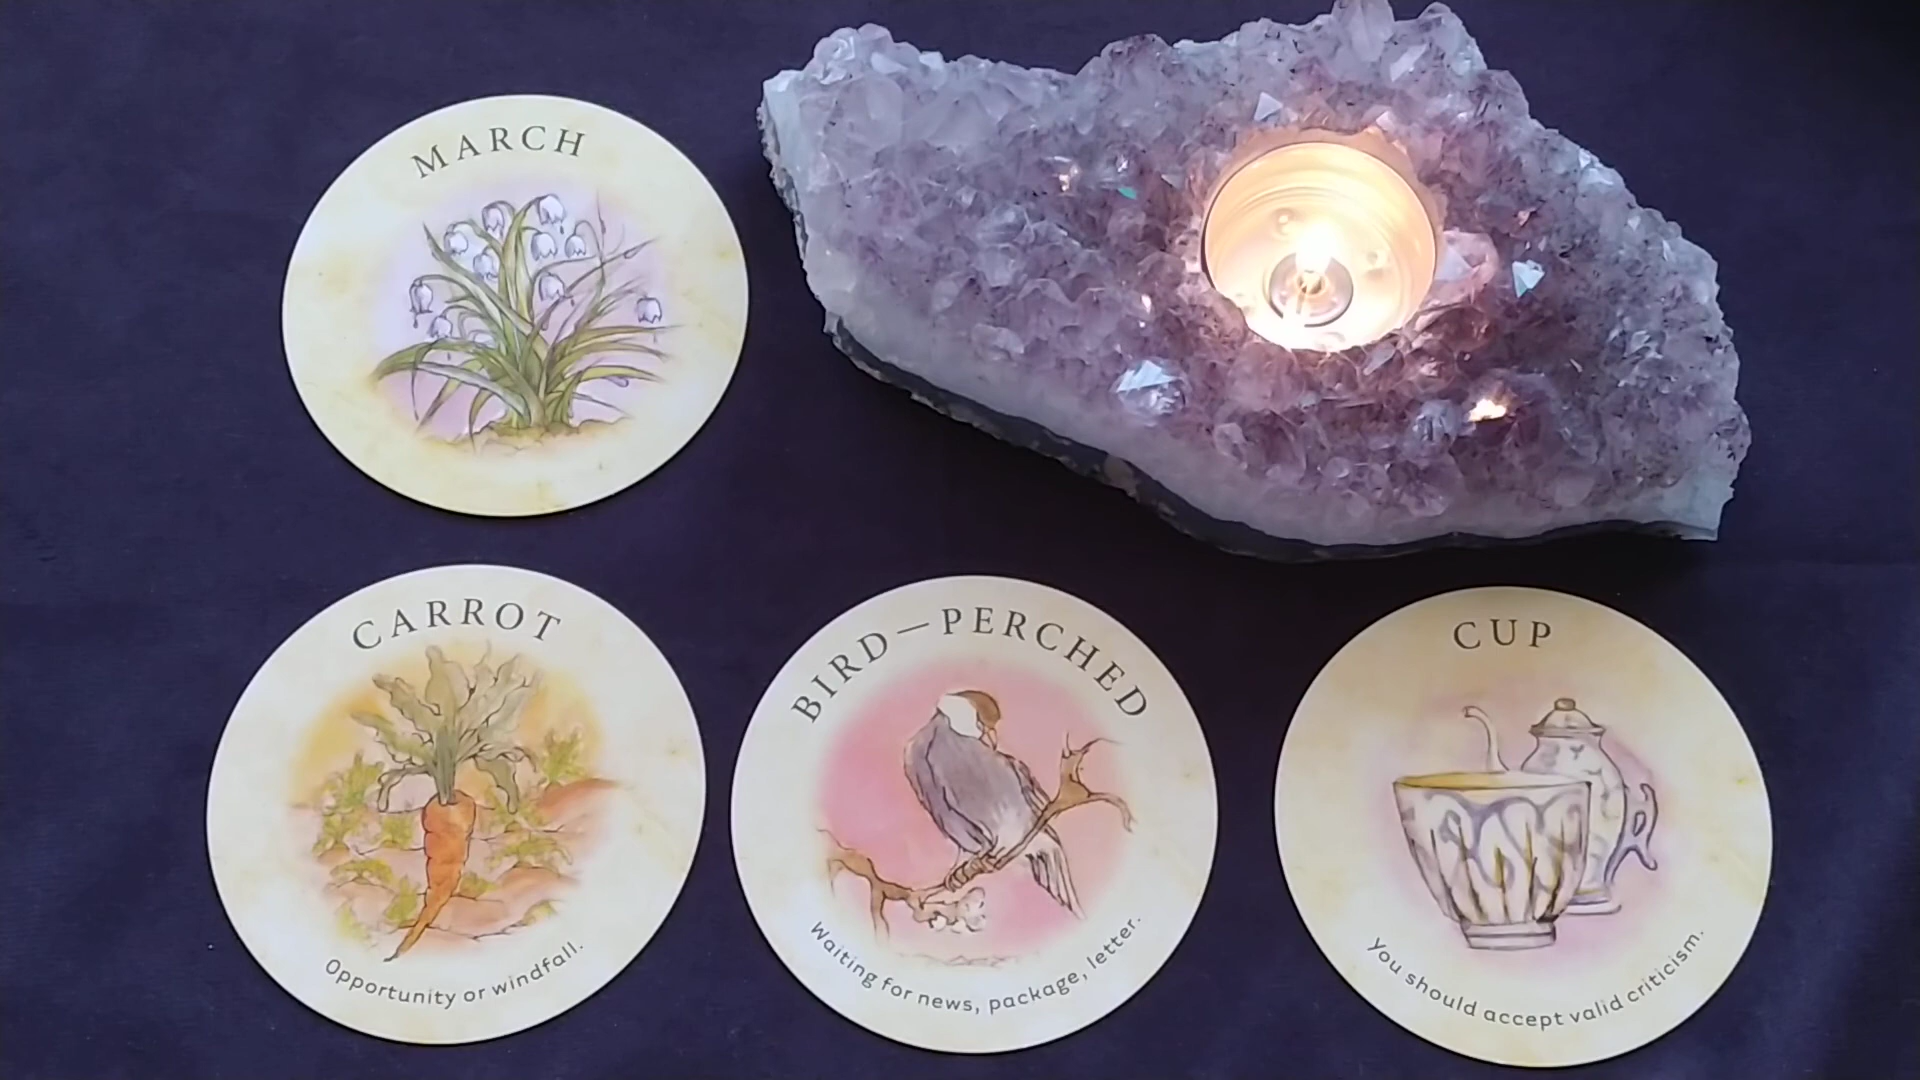 MARCH
CARROT
Opportunity or windfall.
BIRD—PERCHED
Waiting for news, package, letter.
CUP
You should accept valid criticism.